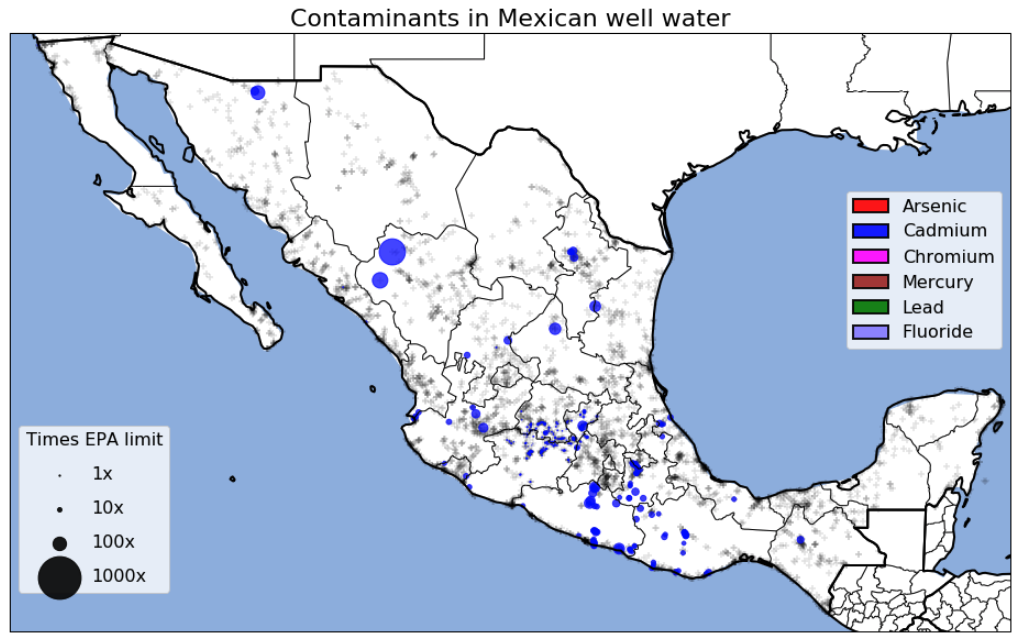 Contaminants in Mexican well water
Arsenic
Cadmium
Chromium
Mercury
Lead
Fluoride
Times EPA limit
1x
10x
100x
1000x